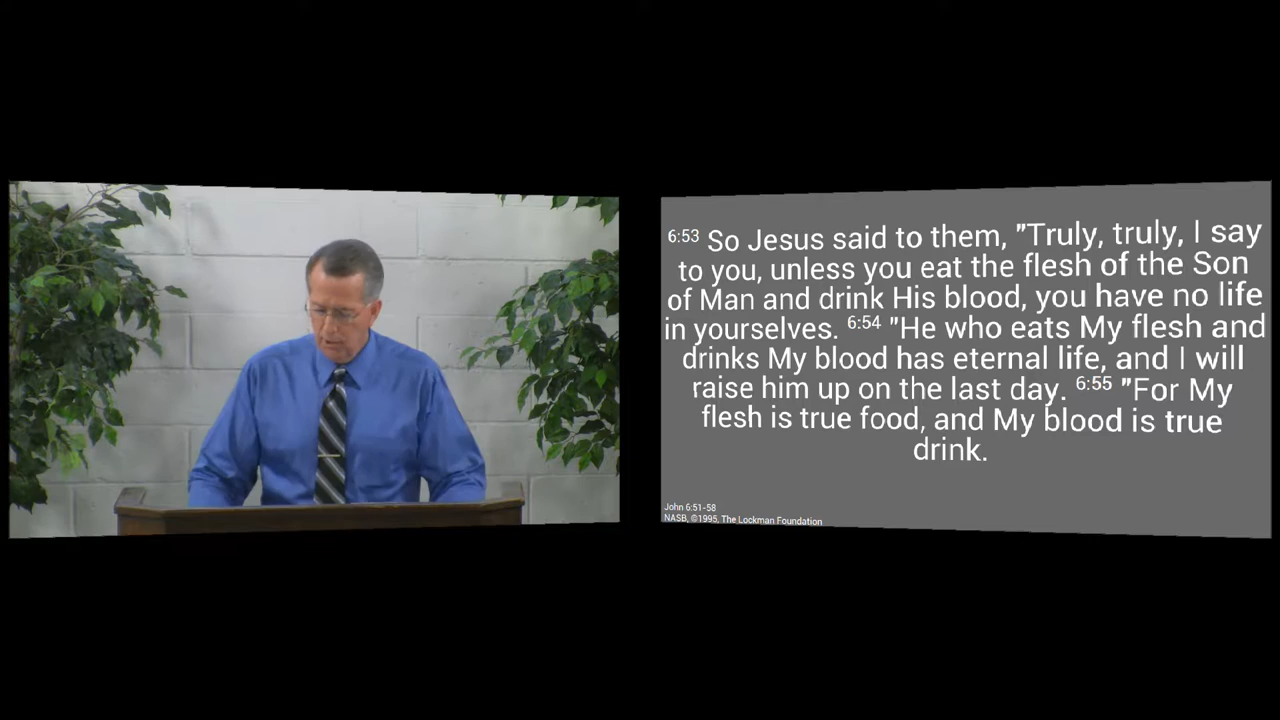 6:53 So Jesus said to them, "Truly, truly, I say
to you, unless you eat the flesh of the Son
of Man and drink His blood, you have no life
in yourselves. 6:54 "He who eats My flesh and
drinks My blood has eternal life, and I will
raise him up on the last day. 6:55 "For My
flesh is true food, and My blood is true
drink.
John 6:51-58
NASB, ©1995, The Lockman Foundation